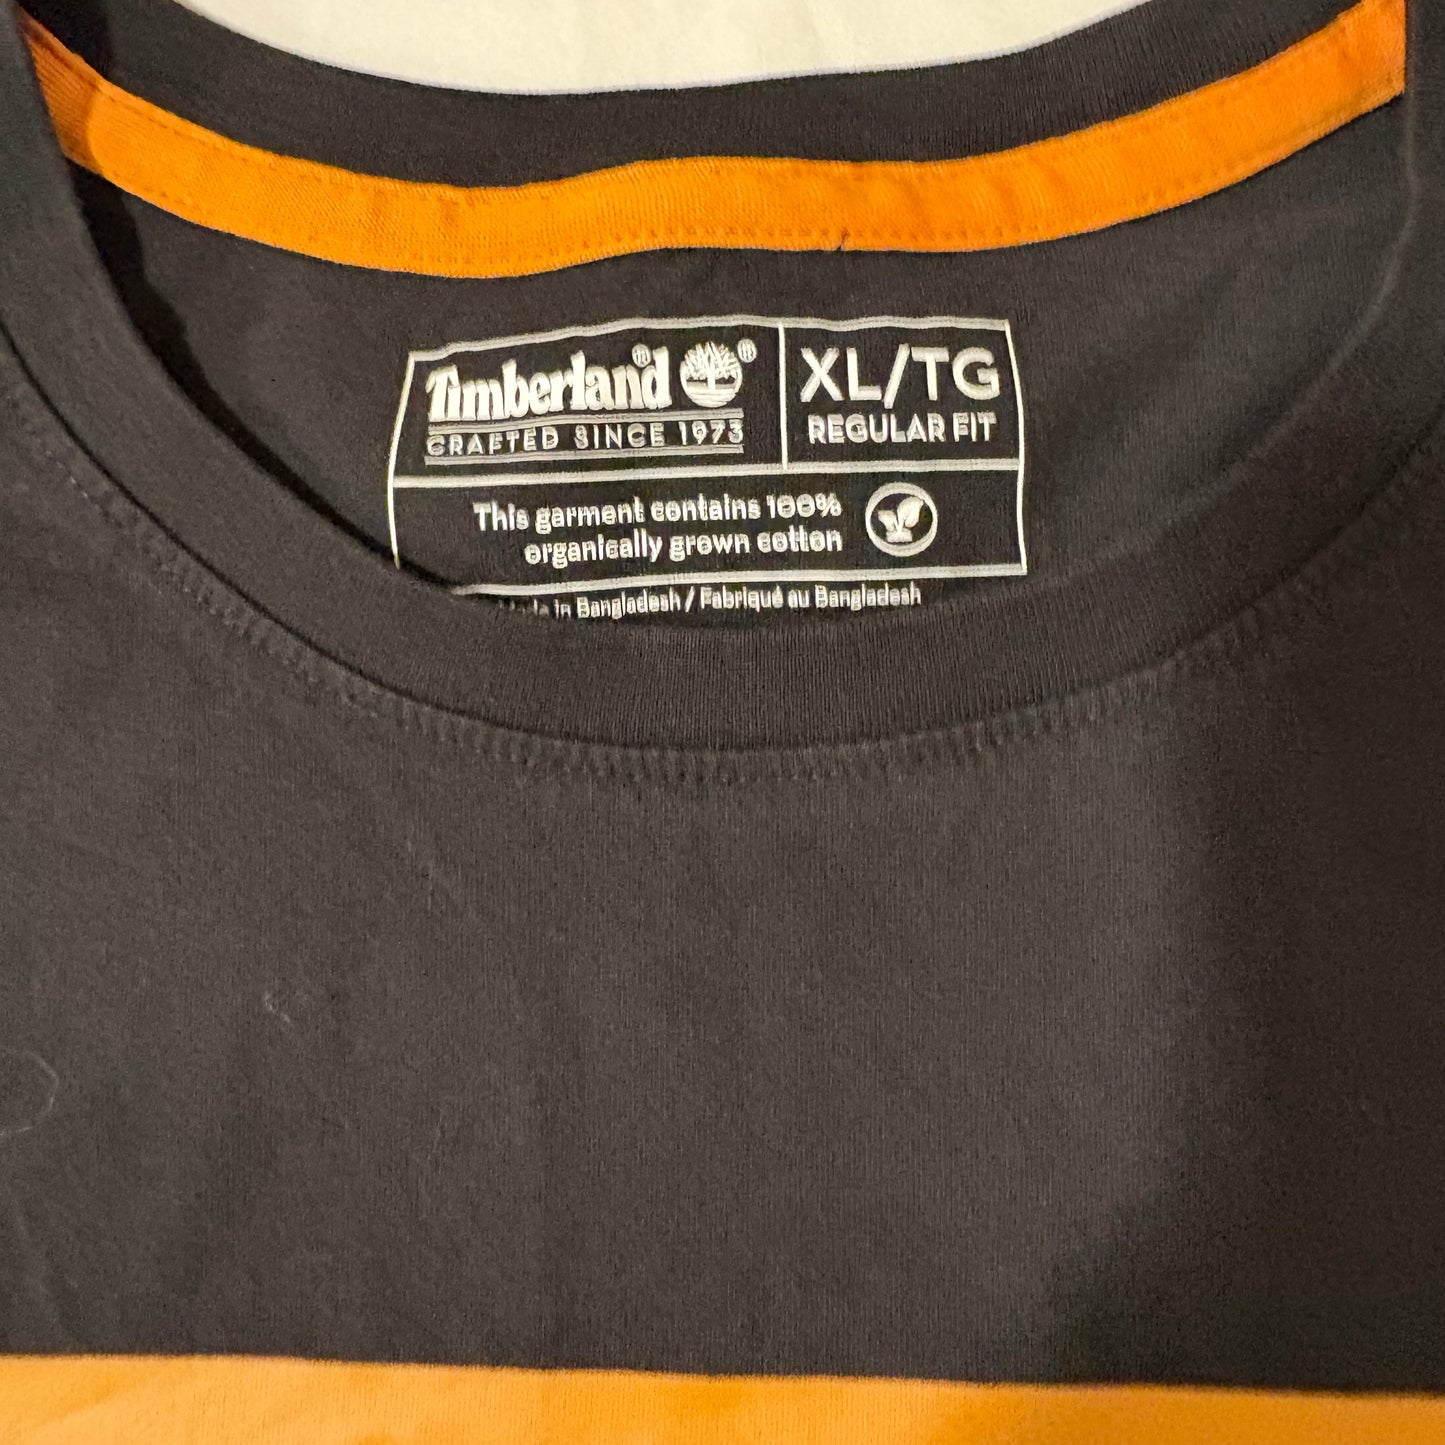 Timberland®
CRAFTED SINCE 1973
XL/TG
REGULAR FIT
This garment contains 100%
organically grown cotton
Made in Bangladesh / Fabriqué au Bangladesh